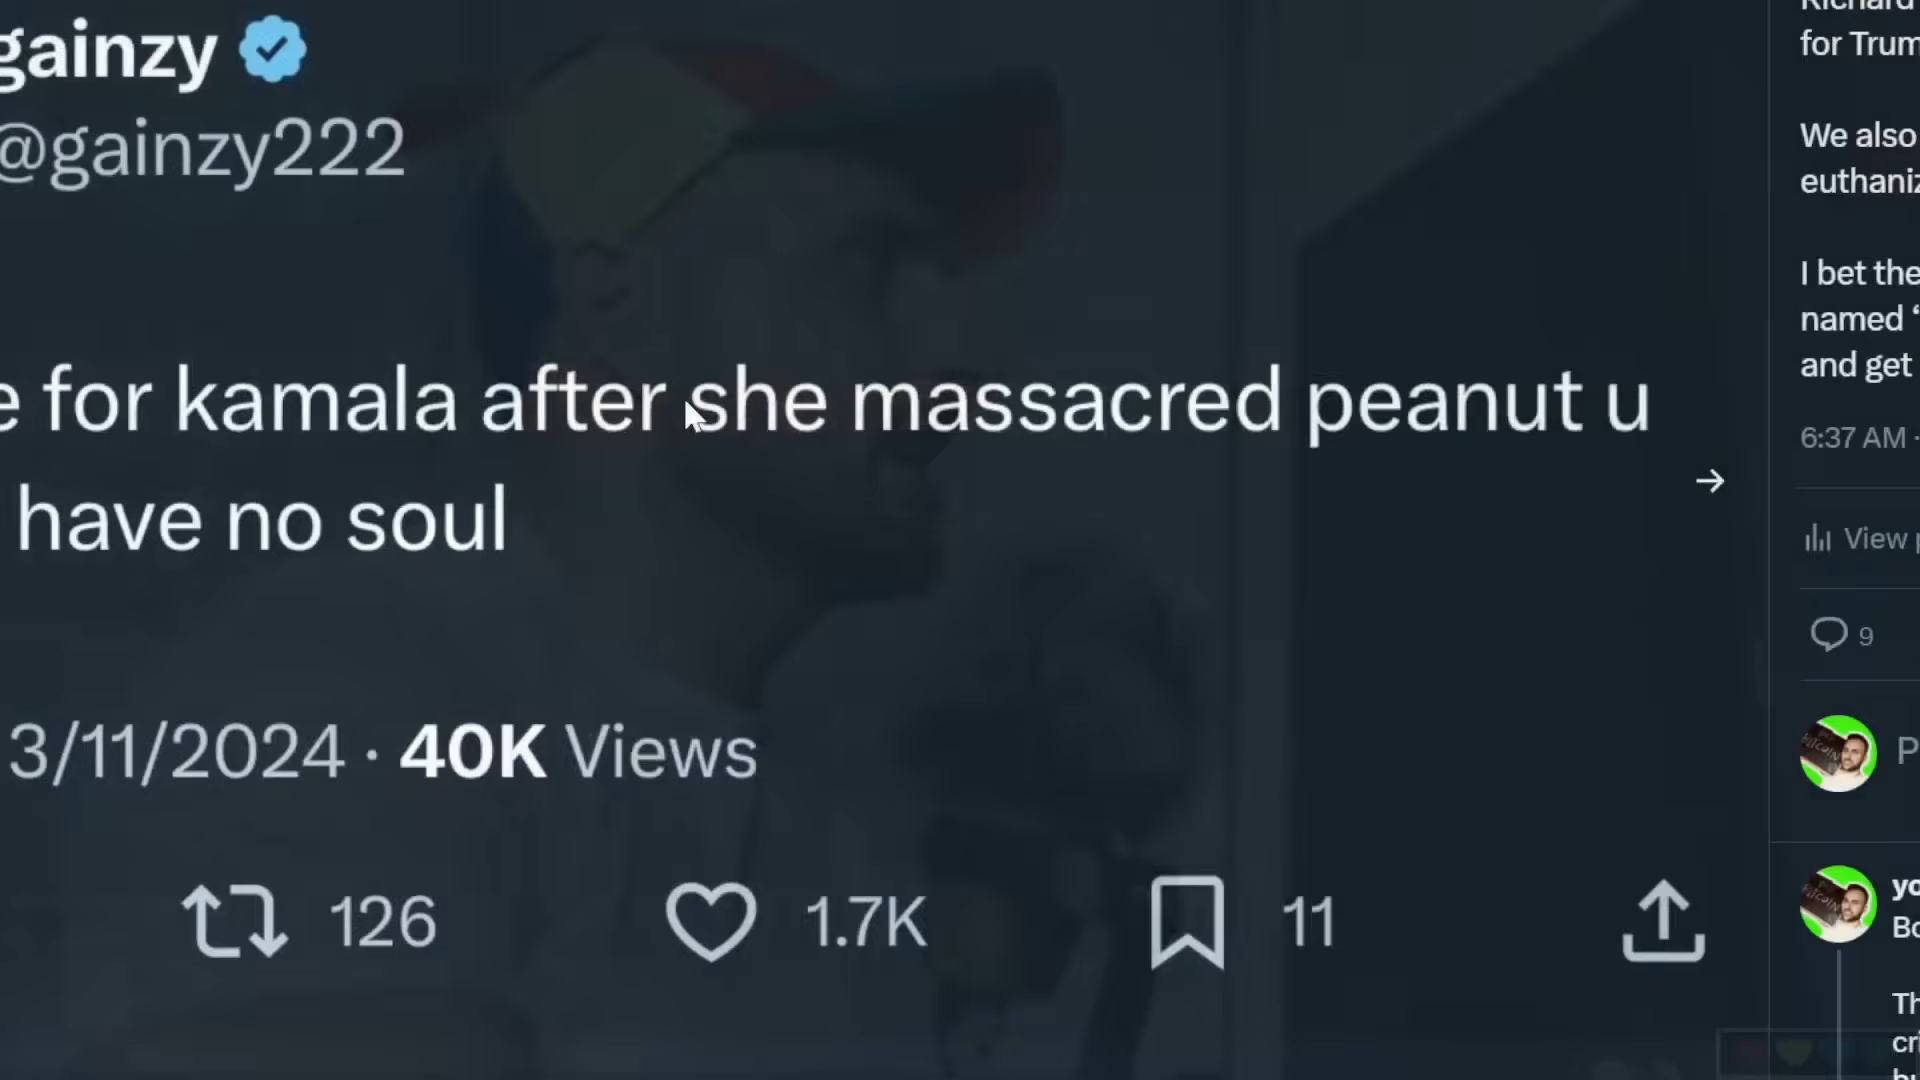 gainzy
@gainzy222
e for kamala after she massacred peanut u
have no soul
3/11/2024 · 40K Views
126 1.7K 11
for Trum
We also
euthaniz
I bet the
named ‘
and get
6:37 AM ·
View p
9
P
yo
Bo
Th
cri